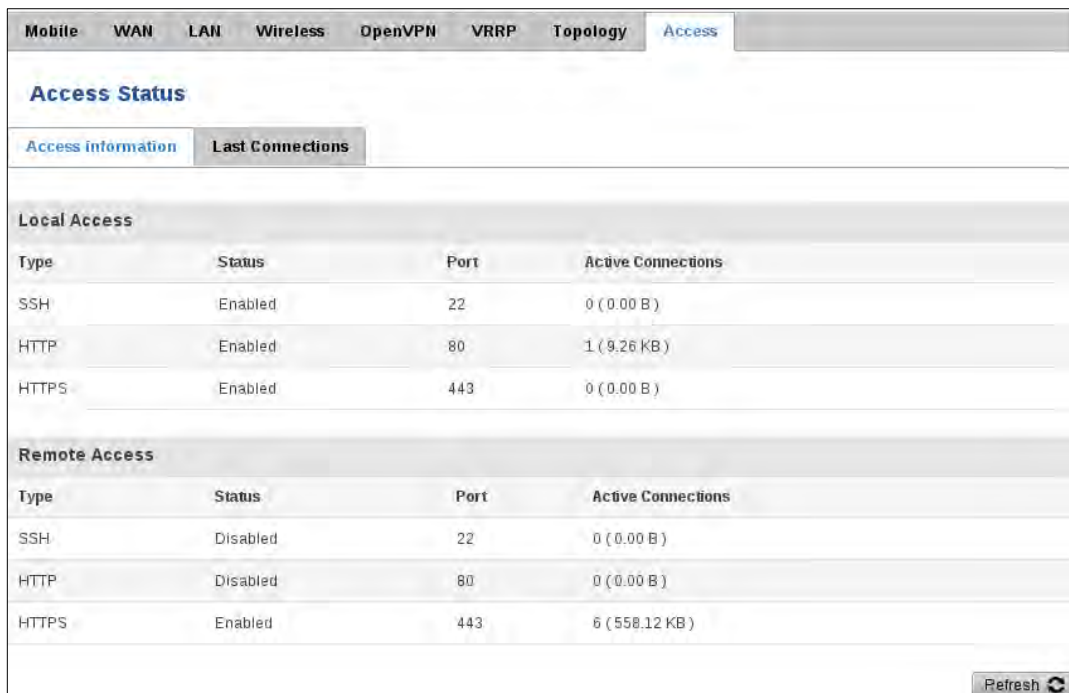 Mobile WAN LAN Wireless OpenVPN VRRP Topology Access
Access Status
Access information Last Connections
Local Access
Type Status Port Active Connections
SSH Enabled 22 0 ( 0.00 B )
HTTP Enabled 80 1 ( 9.26 KB )
HTTPS Enabled 443 0 ( 0.00 B )
Remote Access
Type Status Port Active Connections
SSH Disabled 22 0 ( 0.00 B )
HTTP Disabled 80 0 ( 0.00 B )
HTTPS Enabled 443 6 ( 558.12 KB )
Refresh